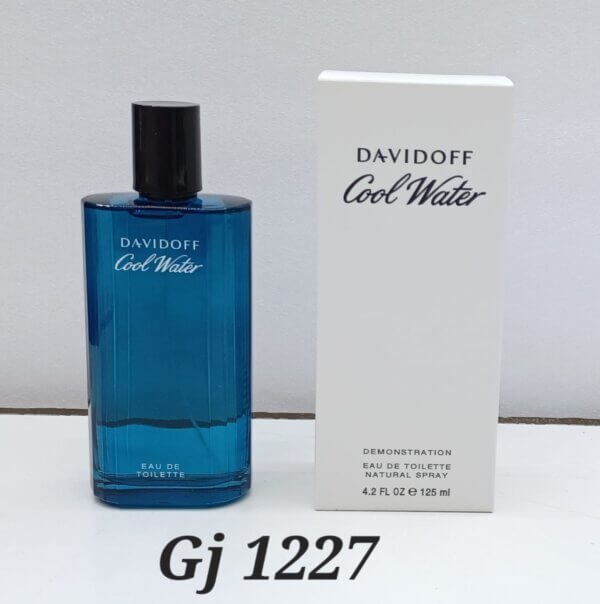 DAVIDOFF
Cool Water
EAU DE
TOILETTE
DAVIDOFF
Cool Water
DEMONSTRATION
EAU DE TOILETTE
NATURAL SPRAY
4.2 FL OZ ℮ 125 ml
Gj 1227